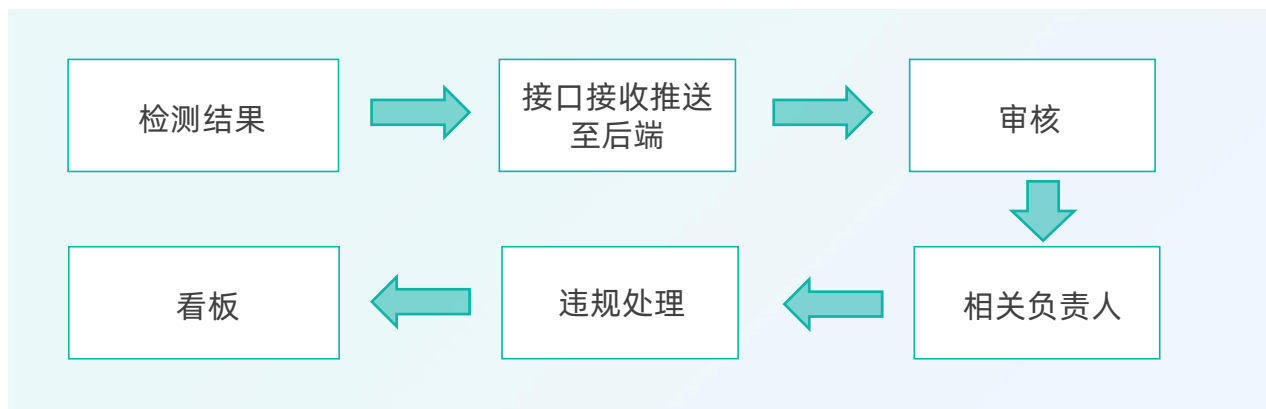 检测结果
接口接收推送
至后端
审核
相关负责人
违规处理
看板